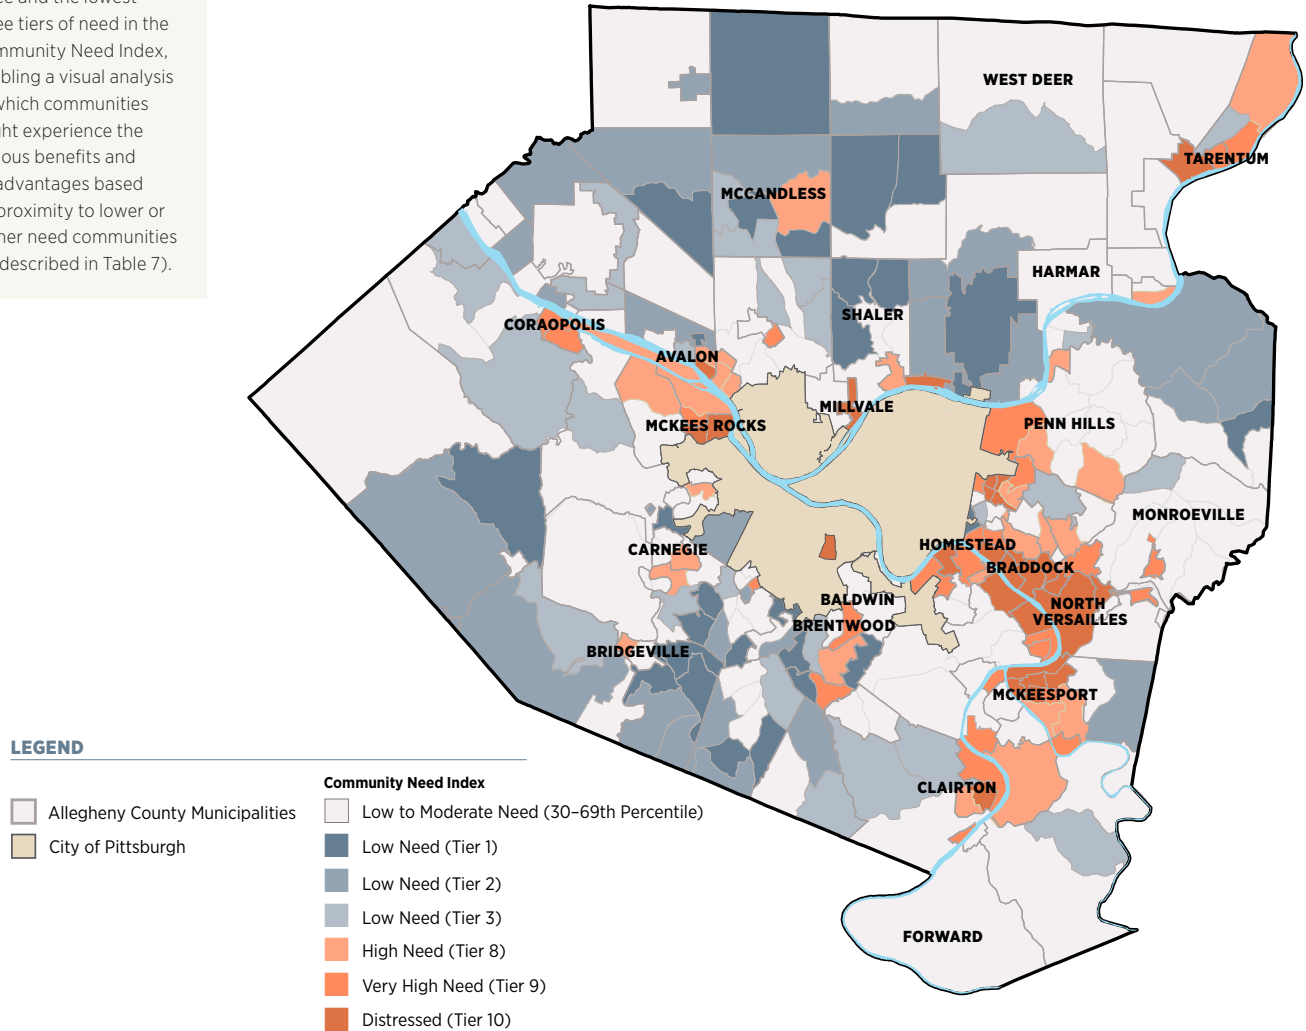 ee tiers of need in the
mmunity Need Index,
bling a visual analysis
which communities
ght experience the
ious benefits and
advantages based
proximity to lower or
her need communities
described in Table 7).
WEST DEER
TARENTUM
MCCANDLESS
HARMAR
SHALER
CORAOPOLIS
AVALON
MILLVALE
MCKEES ROCKS
PENN HILLS
MONROEVILLE
CARNEGIE
HOMESTEAD
BRADDOCK
BALDWIN
NORTH
VERSAILLES
BRENTWOOD
BRIDGEVILLE
MCKEESPORT
CLAIRTON
FORWARD
LEGEND
Allegheny County Municipalities
City of Pittsburgh
Community Need Index
Low to Moderate Need (30–69th Percentile)
Low Need (Tier 1)
Low Need (Tier 2)
Low Need (Tier 3)
High Need (Tier 8)
Very High Need (Tier 9)
Distressed (Tier 10)